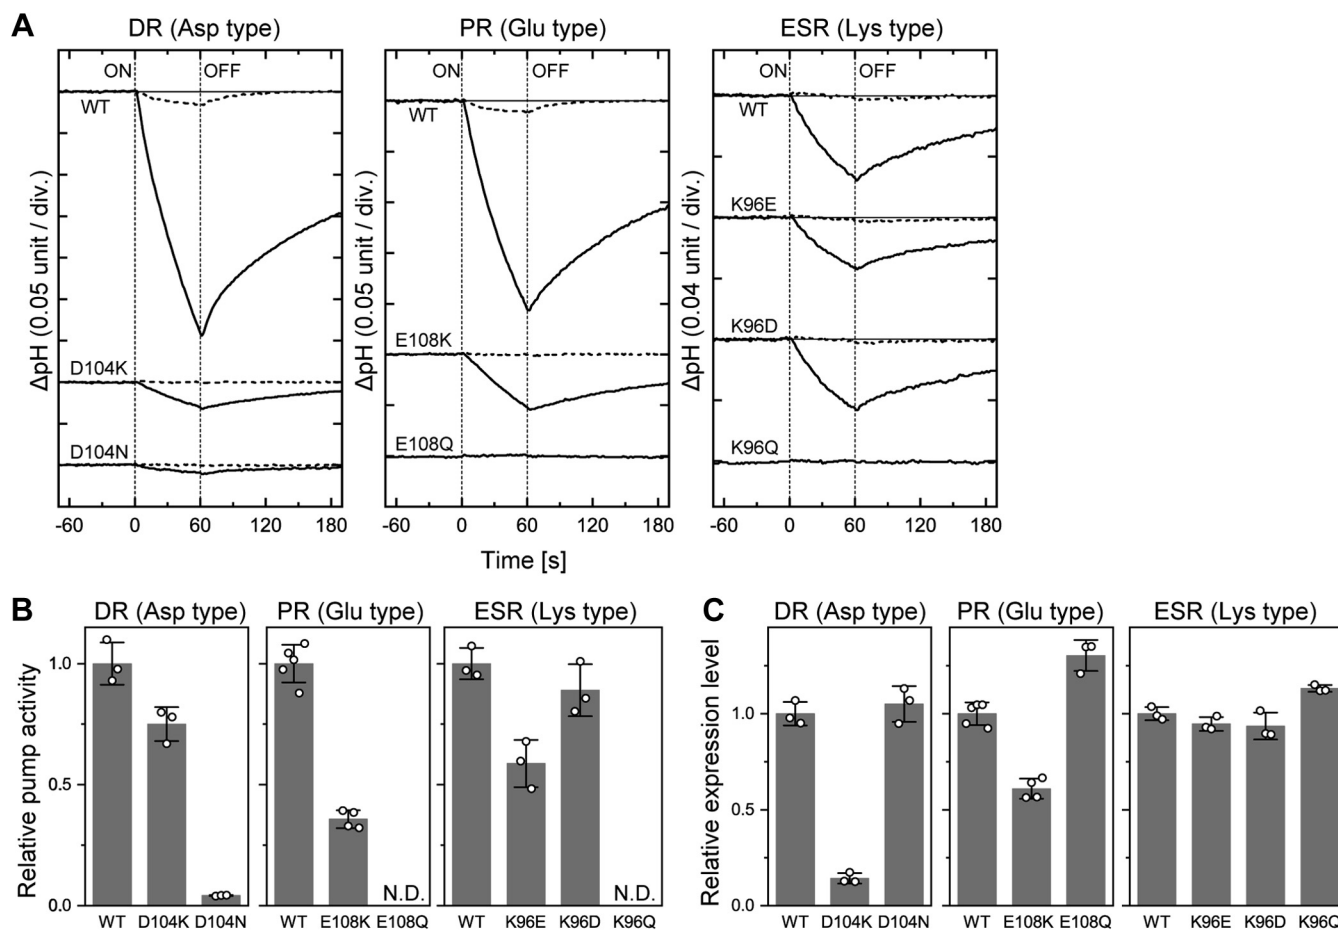 A
DR (Asp type)
PR (Glu type)
ESR (Lys type)
ON
OFF
ON
OFF
ON
OFF
WT
WT
WT
K96E
D104K
E108K
K96D
D104N
E108Q
K96Q
ΔpH (0.05 unit / div.)
ΔpH (0.05 unit / div.)
ΔpH (0.04 unit / div.)
-60 0 60 120 180
-60 0 60 120 180
-60 0 60 120 180
Time [s]
B
DR (Asp type)
PR (Glu type)
ESR (Lys type)
Relative pump activity
1.0
0.5
0.0
N.D.
N.D.
WT D104K D104N
WT E108K E108Q
WT K96E K96D K96Q
C
DR (Asp type)
PR (Glu type)
ESR (Lys type)
Relative expression level
1.0
0.5
0.0
WT D104K D104N
WT E108K E108Q
WT K96E K96D K96Q